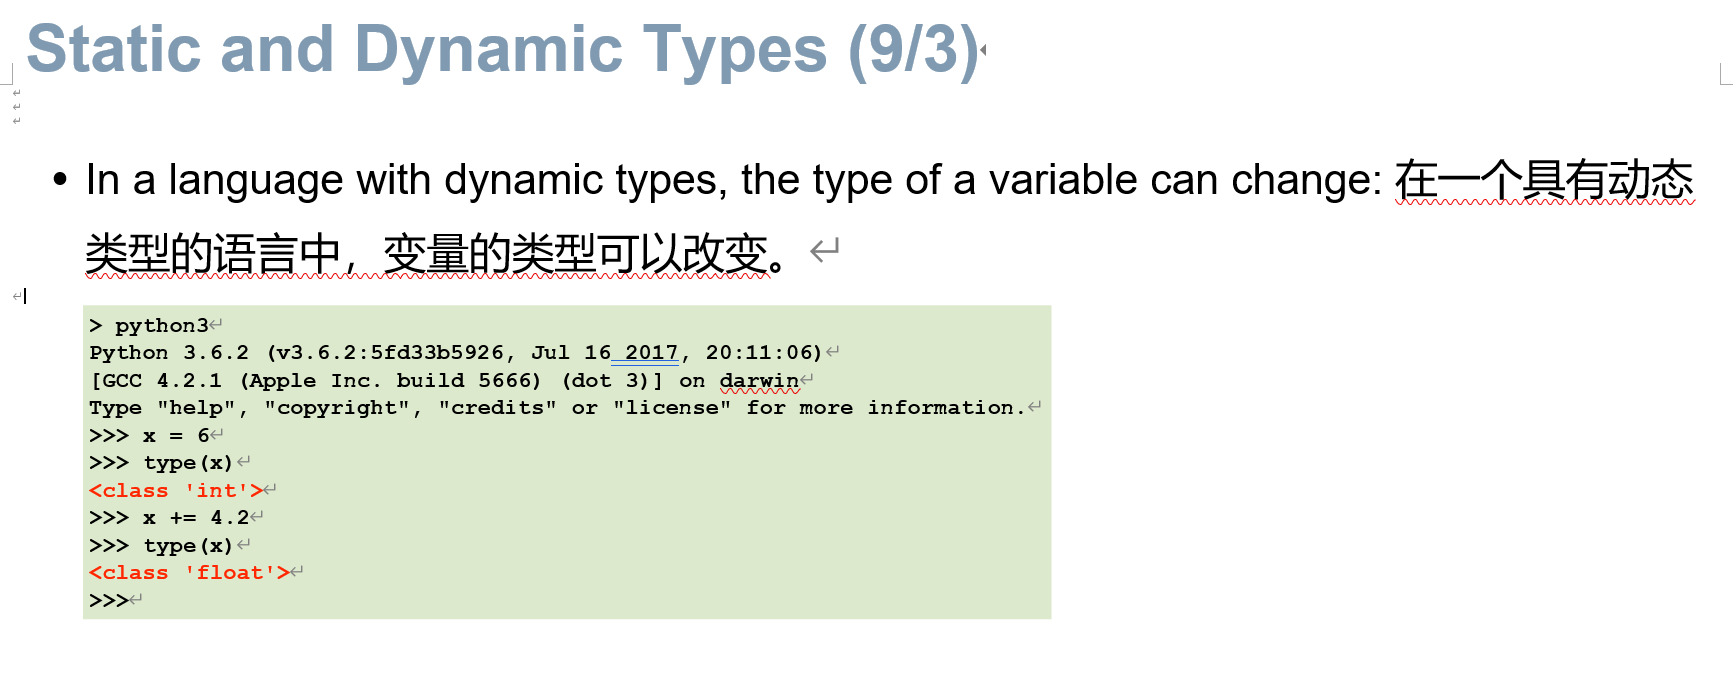 Static and Dynamic Types (9/3)
• In a language with dynamic types, the type of a variable can change: 在一个具有动态
类型的语言中，变量的类型可以改变。
> python3
Python 3.6.2 (v3.6.2:5fd33b5926, Jul 16 2017, 20:11:06)
[GCC 4.2.1 (Apple Inc. build 5666) (dot 3)] on darwin
Type "help", "copyright", "credits" or "license" for more information.
>>> x = 6
>>> type(x)
<class 'int'>
>>> x += 4.2
>>> type(x)
<class 'float'>
>>>